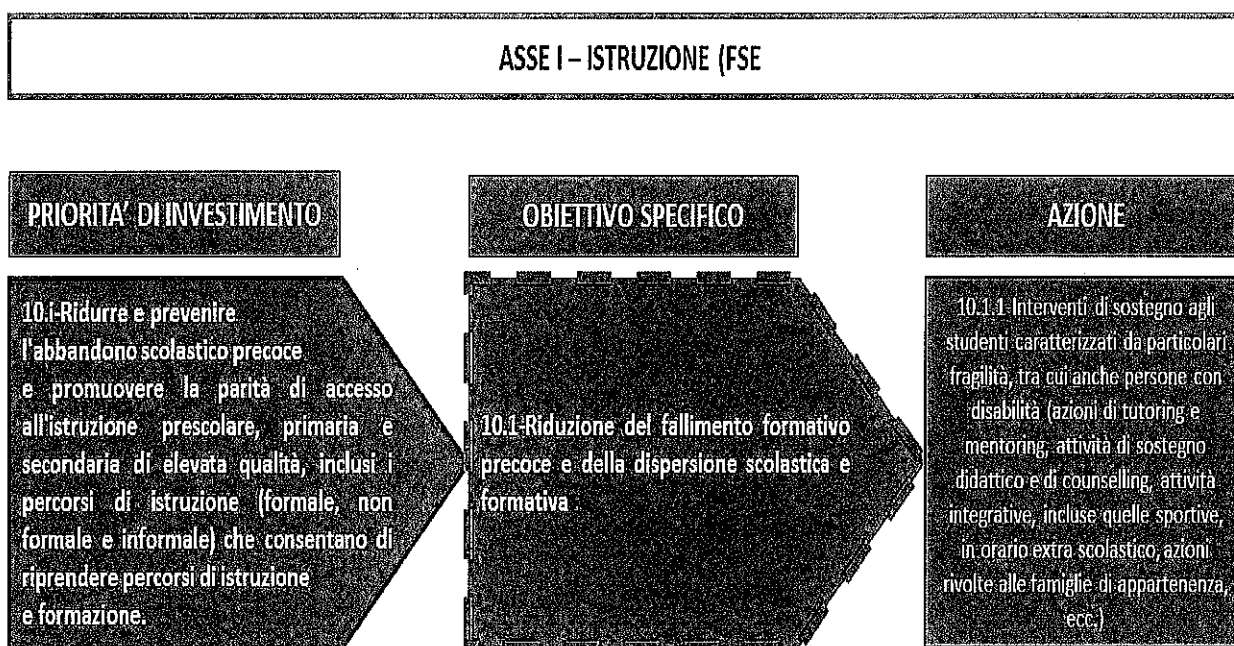 ASSE I – ISTRUZIONE (FSE
PRIORITA’ DI INVESTIMENTO
10.i-Ridurre e prevenire
l'abbandono scolastico precoce
e promuovere la parità di accesso
all'istruzione prescolare, primaria e
secondaria di elevata qualità, inclusi i
percorsi di istruzione (formale, non
formale e informale) che consentano di
riprendere percorsi di istruzione
e formazione.
OBIETTIVO SPECIFICO
10.1-Riduzione del fallimento formativo
precoce e della dispersione scolastica e
formativa
AZIONE
10.1.1 Interventi di sostegno agli
studenti caratterizzati da particolari
fragilità, tra cui anche persone con
disabilità (azioni di tutoring e
mentoring, attività di sostegno
didattico e di counselling, attività
integrative, incluse quelle sportive,
in orario extra scolastico, azioni
rivolte alle famiglie di appartenenza,
ecc.)